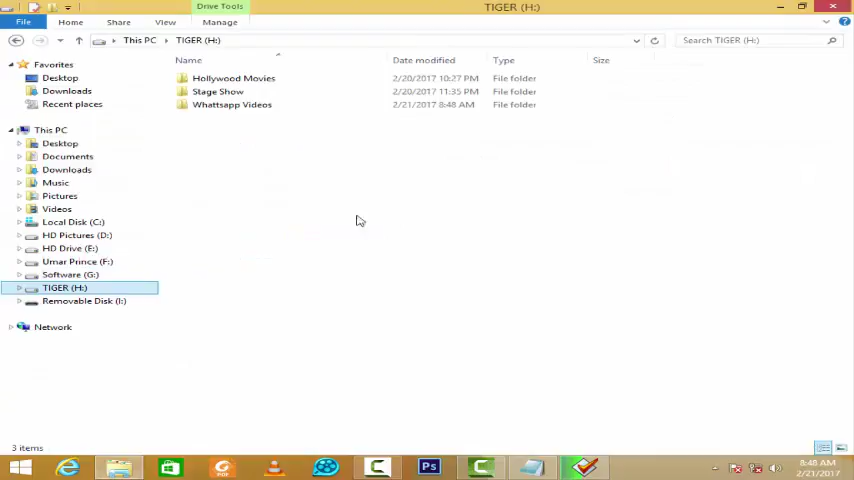 Drive Tools
TIGER (H:)
File Home Share View Manage
This PC TIGER (H:)
Search TIGER (H:)
Name Date modified Type Size
Favorites
Desktop
Downloads
Recent places
This PC
Desktop
Documents
Downloads
Music
Pictures
Videos
Local Disk (C:)
HD Pictures (D:)
HD Drive (E:)
Umar Prince (F:)
Software (G:)
TIGER (H:)
Removable Disk (I:)
Network
Hollywood Movies 2/20/2017 10:27 PM File folder
Stage Show 2/20/2017 11:35 PM File folder
Whattsapp Videos 2/21/2017 8:48 AM File folder
3 items
PDF
Ps
8:48 AM
2/21/2017